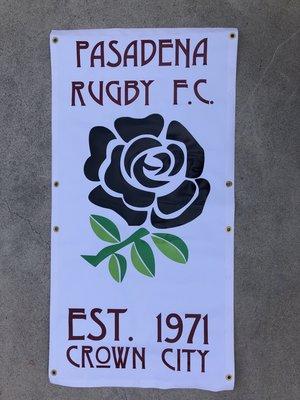 PASADENA
RUGBY F.C.
EST. 1971
CROWN CITY